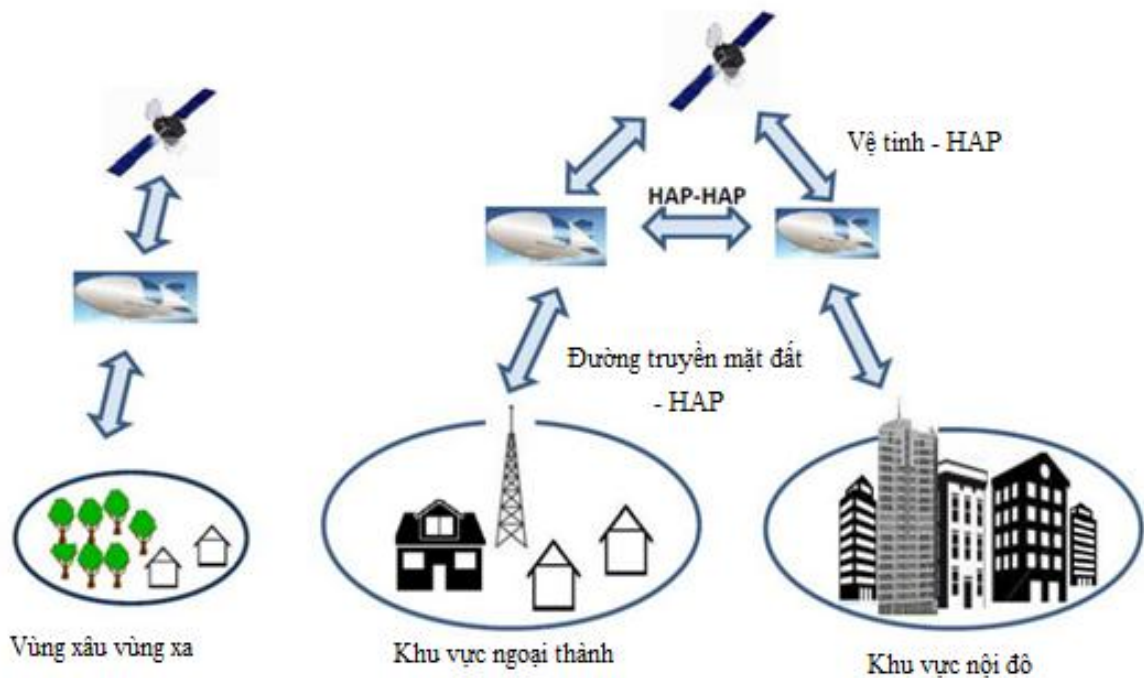 Vệ tinh - HAP
HAP-HAP
Đường truyền mặt đất
- HAP
Vùng xâu vùng xa
Khu vực ngoại thành
Khu vực nội đô